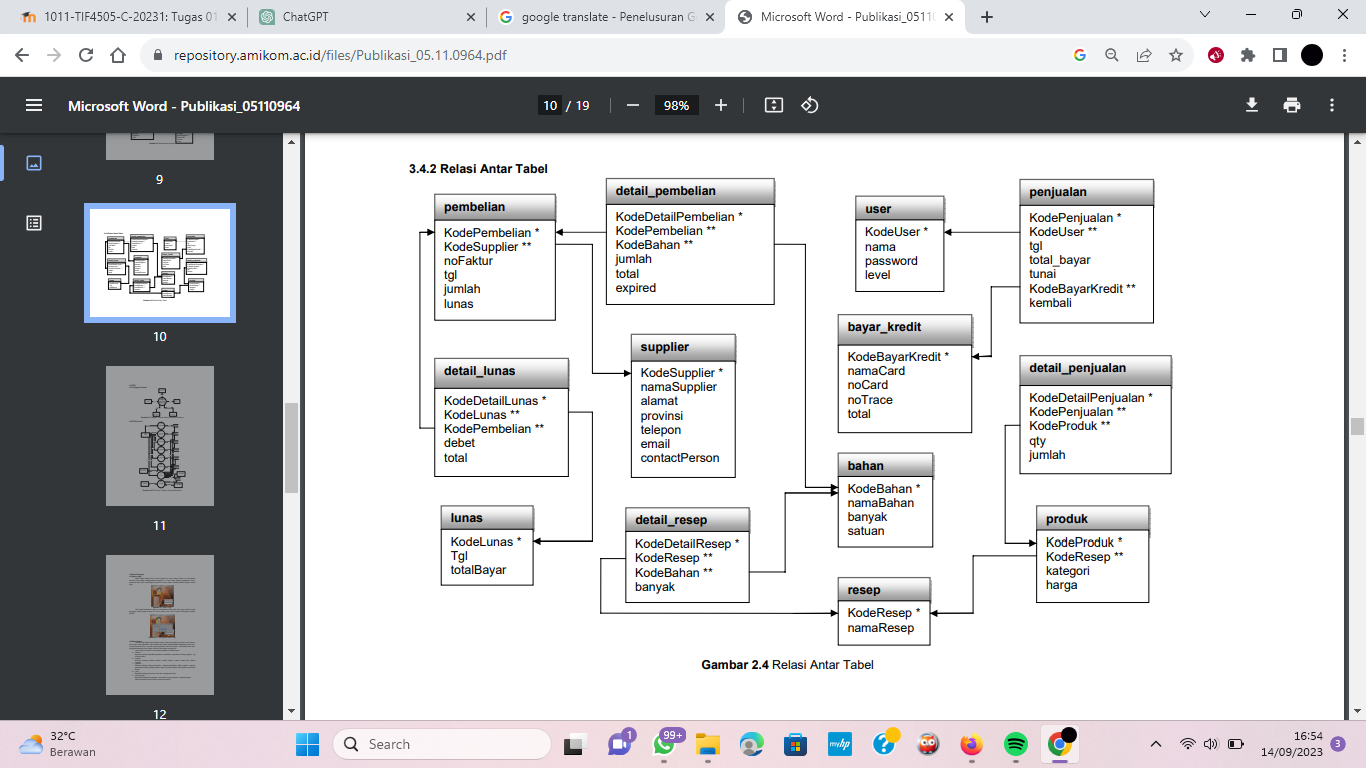 1011-TIF4505-C-20231: Tugas 01
ChatGPT
google translate - Penelusuran G
Microsoft Word - Publikasi_0511
repository.amikom.ac.id/files/Publikasi_05.11.0964.pdf
Microsoft Word - Publikasi_05110964
10 / 19
98%
9
10
11
12
3.4.2 Relasi Antar Tabel
pembelian
KodePembelian *
KodeSupplier **
noFaktur
tgl
jumlah
lunas
detail_pembelian
KodeDetailPembelian *
KodePembelian **
KodeBahan **
jumlah
total
expired
user
KodeUser *
nama
password
level
penjualan
KodePenjualan *
KodeUser **
tgl
total_bayar
tunai
KodeBayarKredit **
kembali
detail_lunas
KodeDetailLunas *
KodeLunas **
KodePembelian **
debet
total
supplier
KodeSupplier *
namaSupplier
alamat
provinsi
telepon
email
contactPerson
bayar_kredit
KodeBayarKredit *
namaCard
noCard
noTrace
total
detail_penjualan
KodeDetailPenjualan *
KodePenjualan **
KodeProduk **
qty
jumlah
lunas
KodeLunas *
Tgl
totalBayar
detail_resep
KodeDetailResep *
KodeResep **
KodeBahan **
banyak
bahan
KodeBahan *
namaBahan
banyak
satuan
produk
KodeProduk *
KodeResep **
kategori
harga
resep
KodeResep *
namaResep
Gambar 2.4 Relasi Antar Tabel
32°C
Berawan
Search
1
99+
myhp
16:54
14/09/2023
3